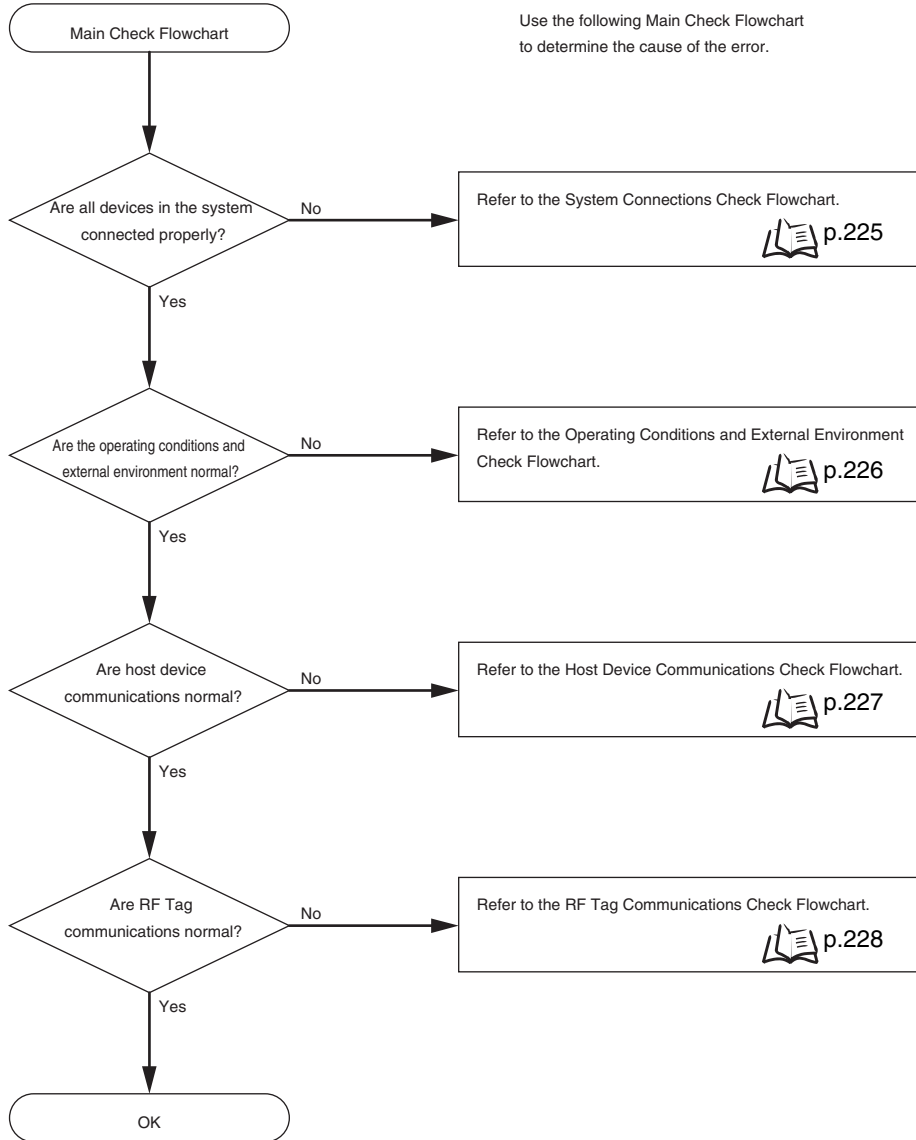 Main Check Flowchart
Use the following Main Check Flowchart
to determine the cause of the error.
Are all devices in the system
connected properly?
No
Refer to the System Connections Check Flowchart.
p.225
Yes
Are the operating conditions and
external environment normal?
No
Refer to the Operating Conditions and External Environment
Check Flowchart.
p.226
Yes
Are host device
communications normal?
No
Refer to the Host Device Communications Check Flowchart.
p.227
Yes
Are RF Tag
communications normal?
No
Refer to the RF Tag Communications Check Flowchart.
p.228
Yes
OK